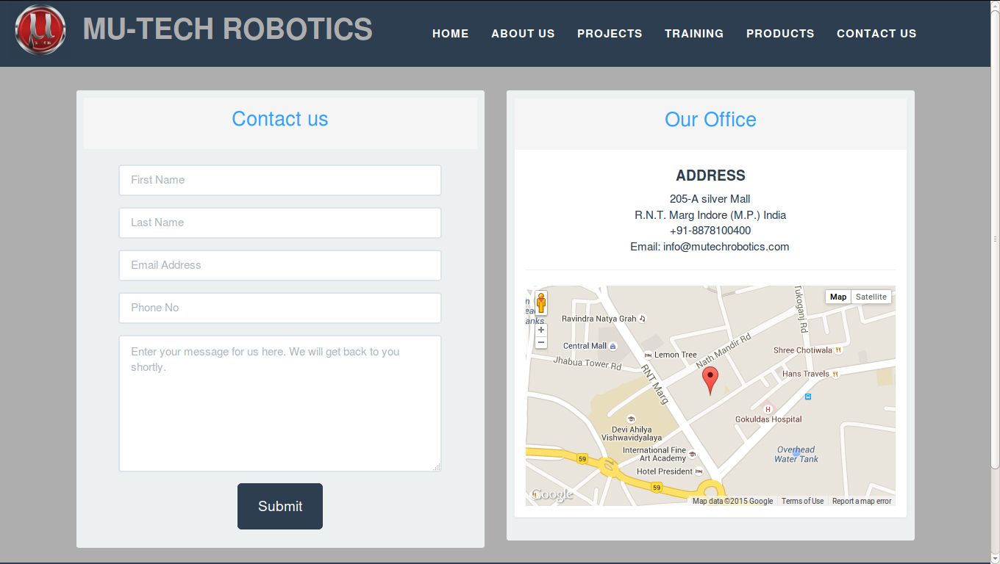 MU-TECH ROBOTICS
HOME ABOUT US PROJECTS TRAINING PRODUCTS CONTACT US
Contact us
First Name
Last Name
Email Address
Phone No
Enter your message for us here. We will get back to you
shortly.
Submit
Our Office
ADDRESS
205-A silver Mall
R.N.T. Marg Indore (M.P.) India
+91-8878100400
Email: info@mutechrobotics.com
Map Satellite
+
−
Tukoganj Rd
Ravindra Natya Grah
Central Mall
Lemon Tree
Nath Mandir Rd
Shree Chotiwala
Jhabua Tower Rd
RNT Marg
Hans Travels
H
Gokuldas Hospital
Devi Ahilya
Vishwavidyalaya
International Fine
Art Academy
Overhead
Water Tank
59
Hotel President
59
Google
Map data ©2015 Google Terms of Use Report a map error